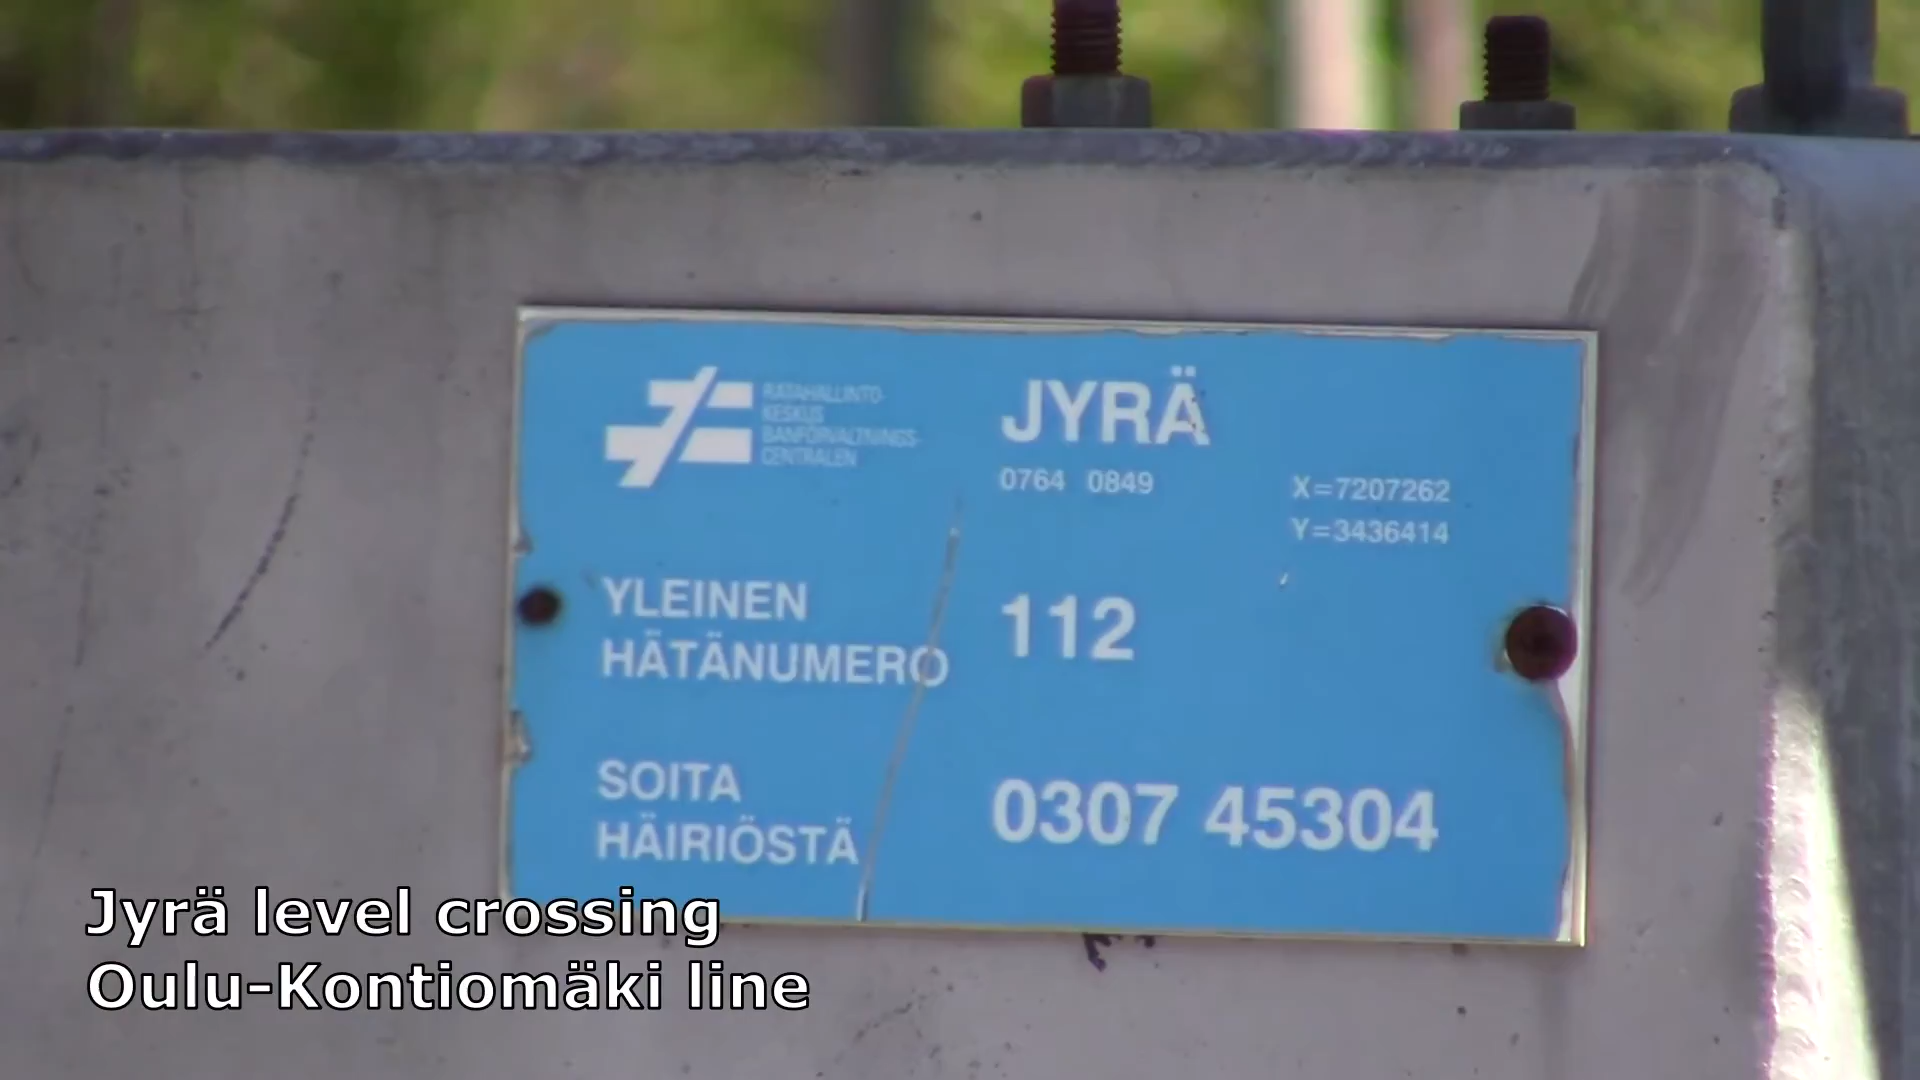 RATAHALLINTO-
KESKUS
BANFÖRVALTNINGS-
CENTRALEN
JYRÄ
0764 0849
X=7207262
Y=3436414
YLEINEN
HÄTÄNUMERO
112
SOITA
HÄIRIÖSTÄ
0307 45304
Jyrä level crossing
Oulu-Kontiomäki line